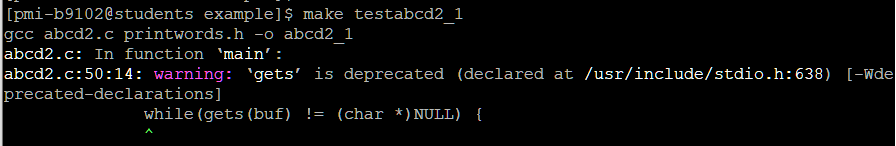 [pmi-b9102@students example]$ make testabcd2_1
gcc abcd2.c printwords.h -o abcd2_1
abcd2.c: In function ‘main’:
abcd2.c:50:14: warning: ‘gets’ is deprecated (declared at /usr/include/stdio.h:638) [-Wde
precated-declarations]
while(gets(buf) != (char *)NULL) {
^